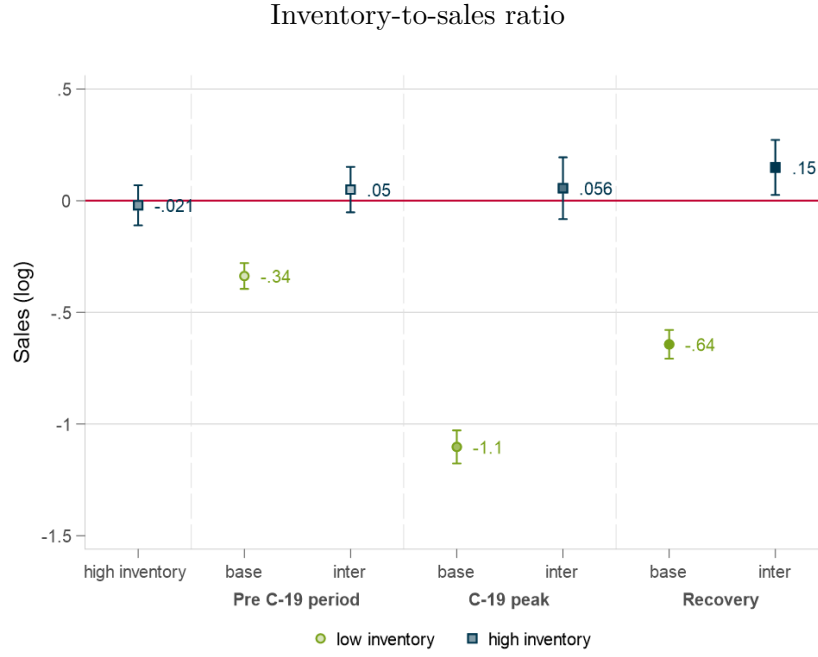 Inventory-to-sales ratio
Sales (log)
.5
0
-.5
-1
-1.5
-.021
-.34
.05
-1.1
.056
-.64
.15
high inventory base inter base inter base inter
Pre C-19 period C-19 peak Recovery
low inventory high inventory